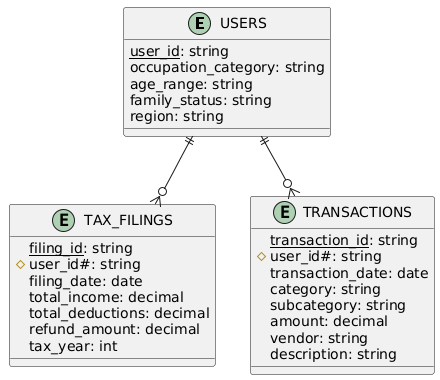 E USERS
user_id: string
occupation_category: string
age_range: string
family_status: string
region: string
E TAX_FILINGS
filing_id: string
user_id#: string
filing_date: date
total_income: decimal
total_deductions: decimal
refund_amount: decimal
tax_year: int
E TRANSACTIONS
transaction_id: string
user_id#: string
transaction_date: date
category: string
subcategory: string
amount: decimal
vendor: string
description: string